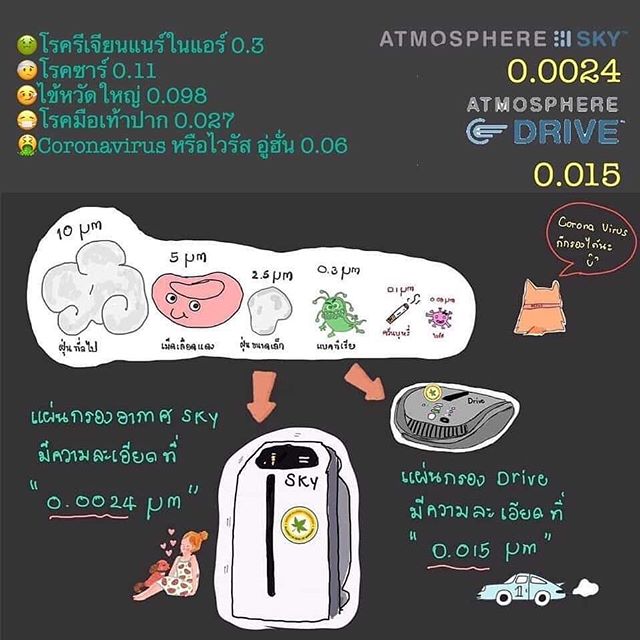 🤢โรคลีเจียนแนร์ในแอร์ 0.3
🤕โรคซาร์ 0.11
🤒ไข้หวัดใหญ่ 0.098
😷โรคมือเท้าปาก 0.027
🤮Coronavirus หรือไวรัส อู่ฮั่น 0.06
ATMOSPHERE SKY™
0.0024
ATMOSPHERE
DRIVE™
0.015
Corona Virus
ก็กรองได้นะ
10 µm
5 µm
2.5 µm
0.3 µm
0.1 µm
ฝุ่นทั่วไป
เม็ดเลือดแดง
ฝุ่นขนาดเล็ก
แบคทีเรีย
ควันบุหรี่
ไวรัส
แผ่นกรองอากาศ SKY
มีความละเอียดที่
"0.0024 µm"
SKY
Drive
แผ่นกรอง Drive
มีความละเอียดที่
"0.015 µm"
1